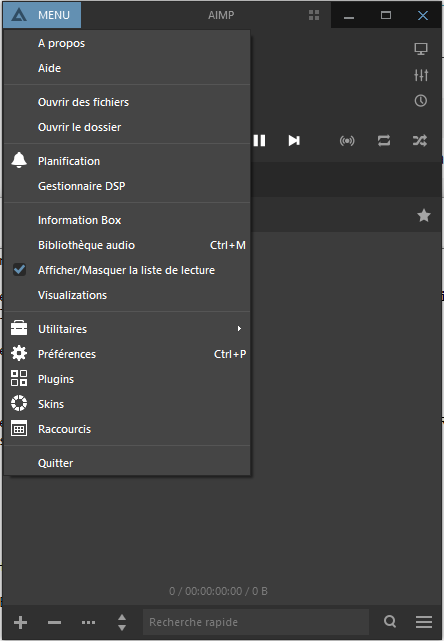 MENU
AIMP
A propos
Aide
Ouvrir des fichiers
Ouvrir le dossier
Planification
Gestionnaire DSP
Information Box
Bibliothèque audio Ctrl+M
Afficher/Masquer la liste de lecture
Visualizations
Utilitaires
Préférences Ctrl+P
Plugins
Skins
Raccourcis
Quitter
0 / 00:00:00:00 / 0 B
Recherche rapide